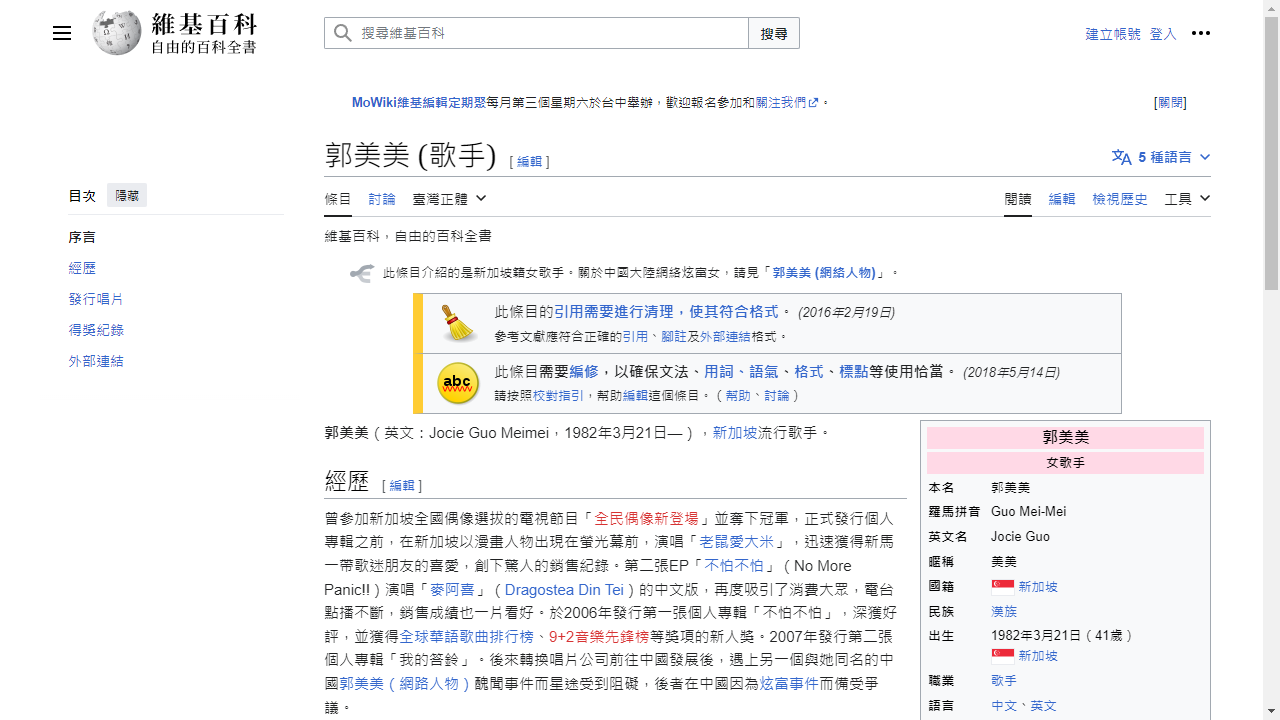 維基百科
自由的百科全書
搜尋維基百科
搜尋
建立帳號 登入
MoWiki維基編輯定期聚每月第三個星期六於台中舉辦，歡迎報名參加和關注我們。
[關閉]
郭美美 (歌手) [ 編輯 ]
5 種語言
目次 隱藏
序言
經歷
發行唱片
得獎紀錄
外部連結
條目 討論 臺灣正體
閱讀 編輯 檢視歷史 工具
維基百科，自由的百科全書
此條目介紹的是新加坡籍女歌手。關於中國大陸網絡炫富女，請見「郭美美 (網絡人物)」。
此條目的引用需要進行清理，使其符合格式。 (2016年2月19日)
參考文獻應符合正確的引用、腳註及外部連結格式。
abc
此條目需要編修，以確保文法、用詞、語氣、格式、標點等使用恰當。 (2018年5月14日)
請按照校對指引，幫助編輯這個條目。（幫助、討論）
郭美美（英文：Jocie Guo Meimei，1982年3月21日—），新加坡流行歌手。
經歷 [ 編輯 ]
曾參加新加坡全國偶像選拔的電視節目「全民偶像新登場」並奪下冠軍，正式發行個人
專輯之前，在新加坡以漫畫人物出現在螢光幕前，演唱「老鼠愛大米」，迅速獲得新馬
一帶歌迷朋友的喜愛，創下驚人的銷售紀錄。第二張EP「不怕不怕」（No More
Panic!!）演唱「麥阿喜」（Dragostea Din Tei）的中文版，再度吸引了消費大眾，電台
點播不斷，銷售成績也一片看好。於2006年發行第一張個人專輯「不怕不怕」，深獲好
評，並獲得全球華語歌曲排行榜、9+2音樂先鋒榜等獎項的新人獎。2007年發行第二張
個人專輯「我的答鈴」。後來轉換唱片公司前往中國發展後，遇上另一個與她同名的中
國郭美美（網路人物）醜聞事件而星途受到阻礙，後者在中國因為炫富事件而備受爭
議。
郭美美
女歌手
本名 郭美美
羅馬拼音 Guo Mei-Mei
英文名 Jocie Guo
暱稱 美美
國籍 新加坡
民族 漢族
出生 1982年3月21日（41歲）
新加坡
職業 歌手
語言 中文、英文